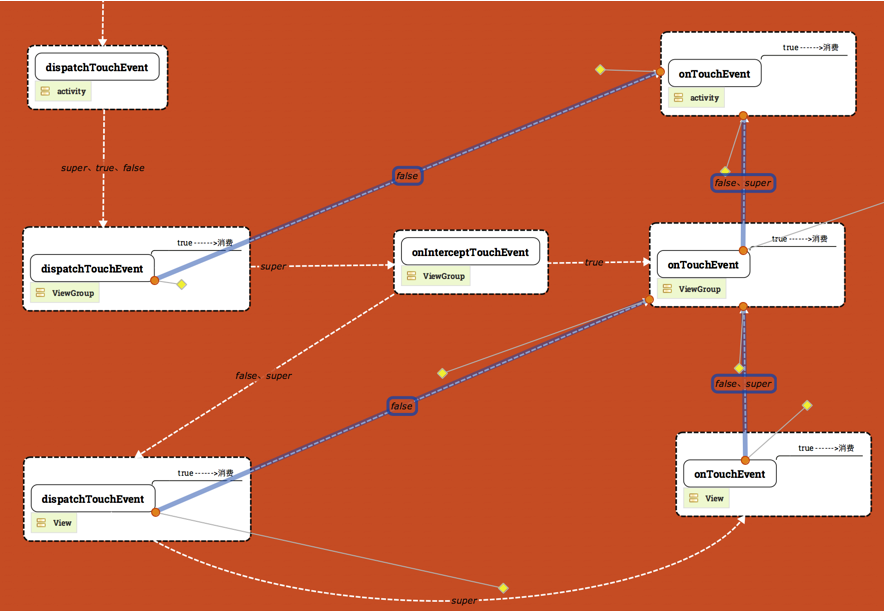 dispatchTouchEvent
activity
true ------>消费
onTouchEvent
activity
super、true、false
false
false、super
true ------>消费
dispatchTouchEvent
ViewGroup
super
onInterceptTouchEvent
ViewGroup
true
true ------>消费
onTouchEvent
ViewGroup
false、super
false
false、super
true ------>消费
dispatchTouchEvent
View
true ------>消费
onTouchEvent
View
super